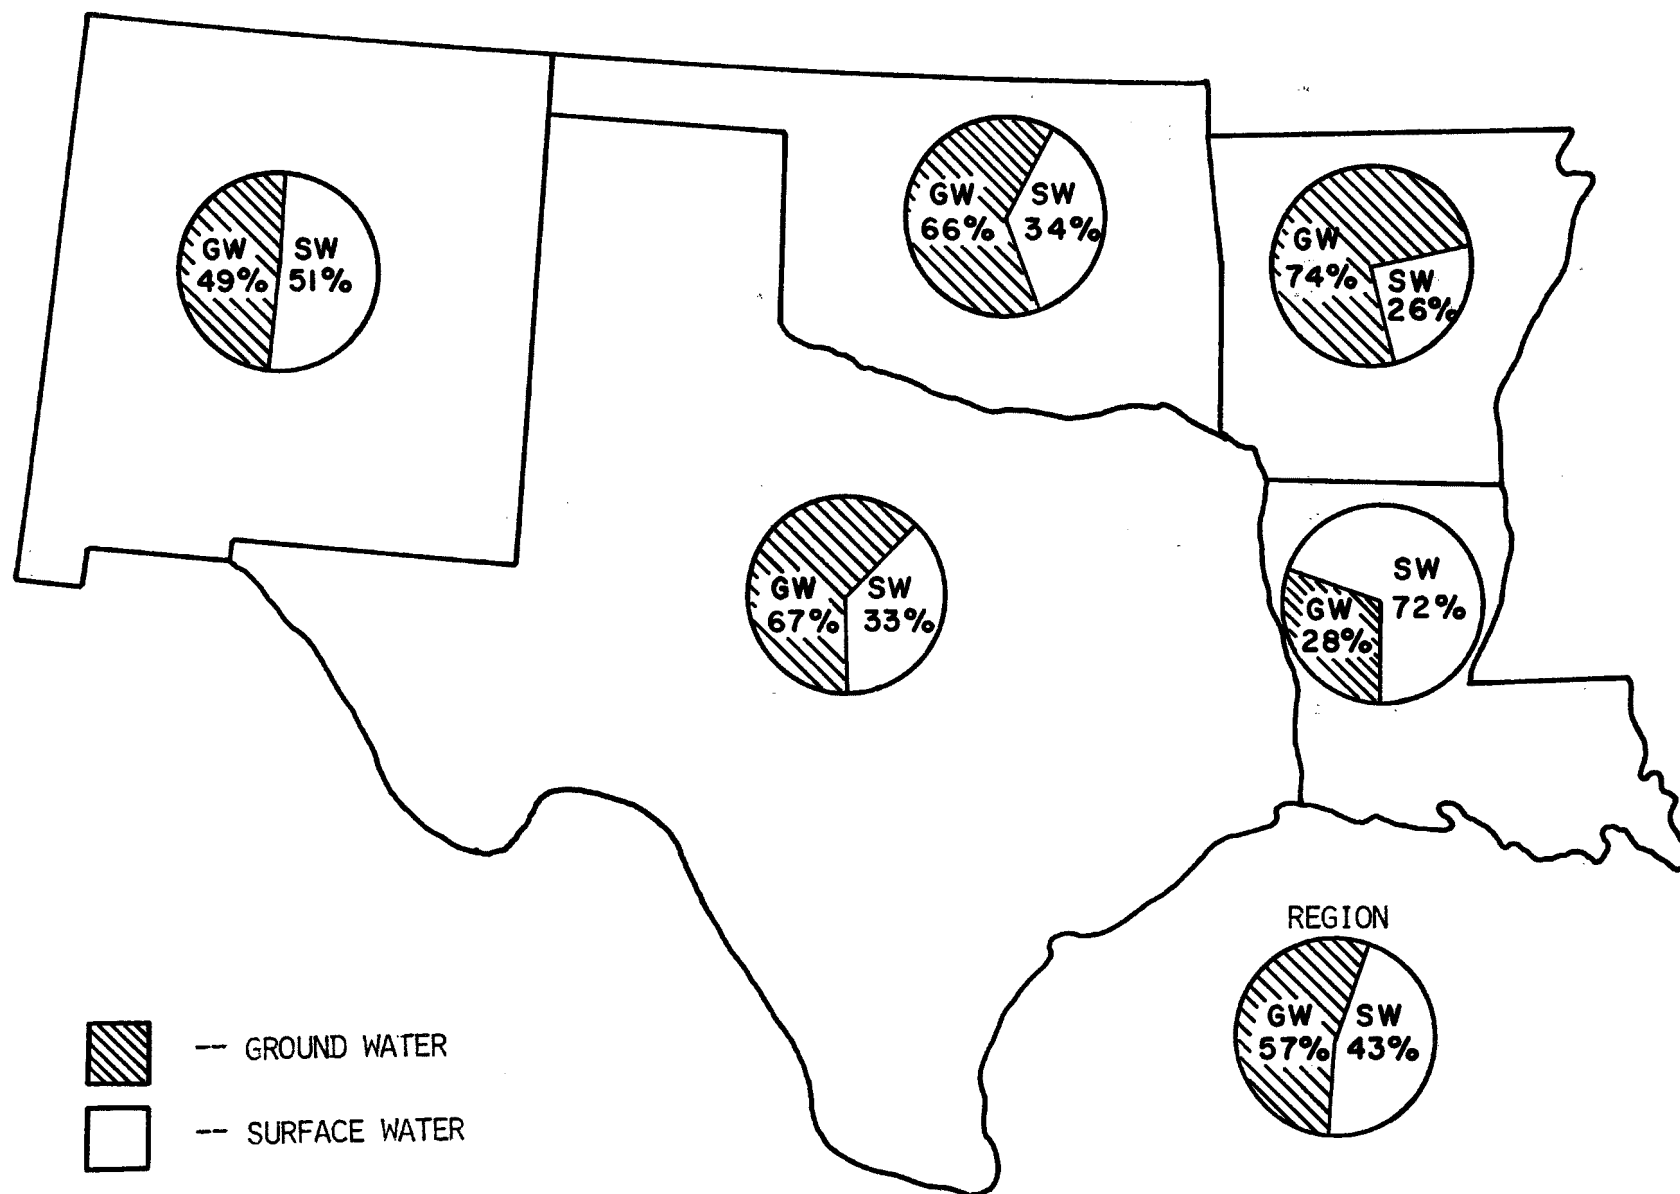 GW
66%
SW
34%
GW
49%
SW
51%
GW
74%
SW
26%
GW
67%
SW
33%
SW
72%
GW
28%
REGION
GW
57%
SW
43%
-- GROUND WATER
-- SURFACE WATER